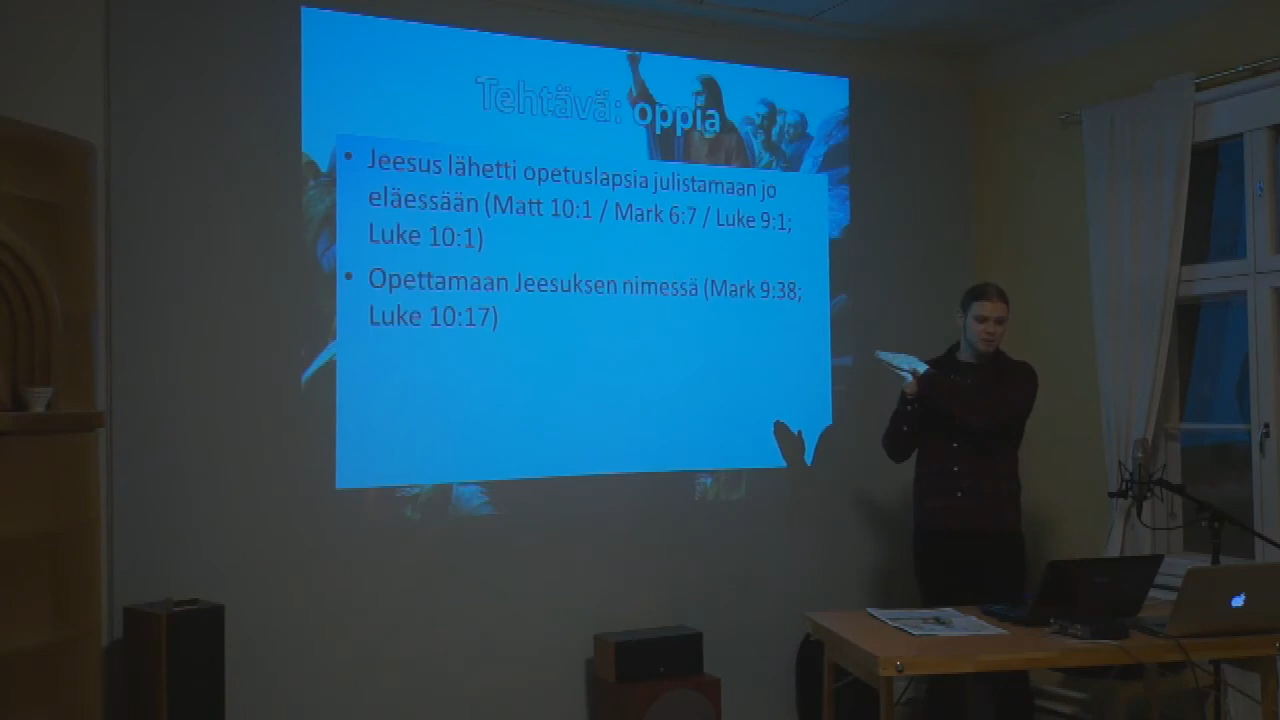 Tehtävä: oppia
• Jeesus lähetti opetuslapsia julistamaan jo
eläessään (Matt 10:1 / Mark 6:7 / Luke 9:1;
Luke 10:1)
• Opettamaan Jeesuksen nimessä (Mark 9:38;
Luke 10:17)